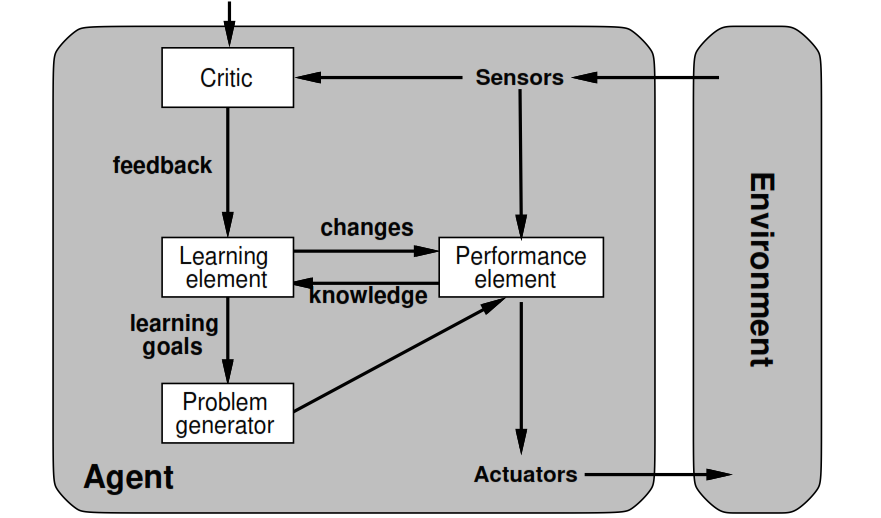 Critic
Sensors
feedback
changes
Learning
element
Performance
element
knowledge
learning
goals
Problem
generator
Agent
Actuators
Environment